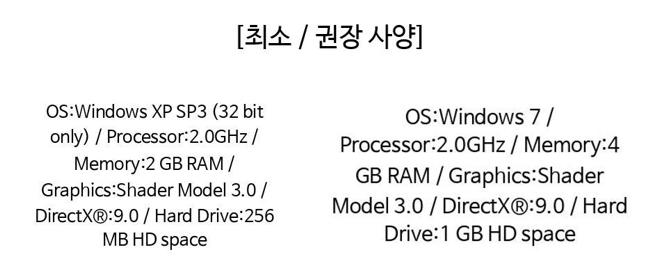 [최소 / 권장 사양]
OS:Windows XP SP3 (32 bit
only) / Processor:2.0GHz /
Memory:2 GB RAM /
Graphics:Shader Model 3.0 /
DirectX®:9.0 / Hard Drive:256
MB HD space
OS:Windows 7 /
Processor:2.0GHz / Memory:4
GB RAM / Graphics:Shader
Model 3.0 / DirectX®:9.0 / Hard
Drive:1 GB HD space